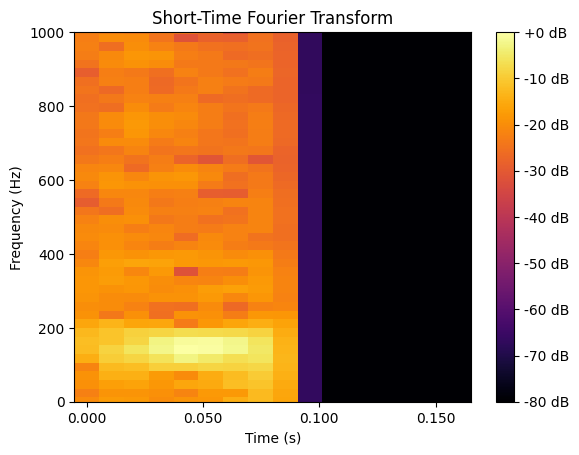 Short-Time Fourier Transform
Frequency (Hz)
1000
800
600
400
200
0
0.000
0.050
0.100
0.150
Time (s)
+0 dB
-10 dB
-20 dB
-30 dB
-40 dB
-50 dB
-60 dB
-70 dB
-80 dB